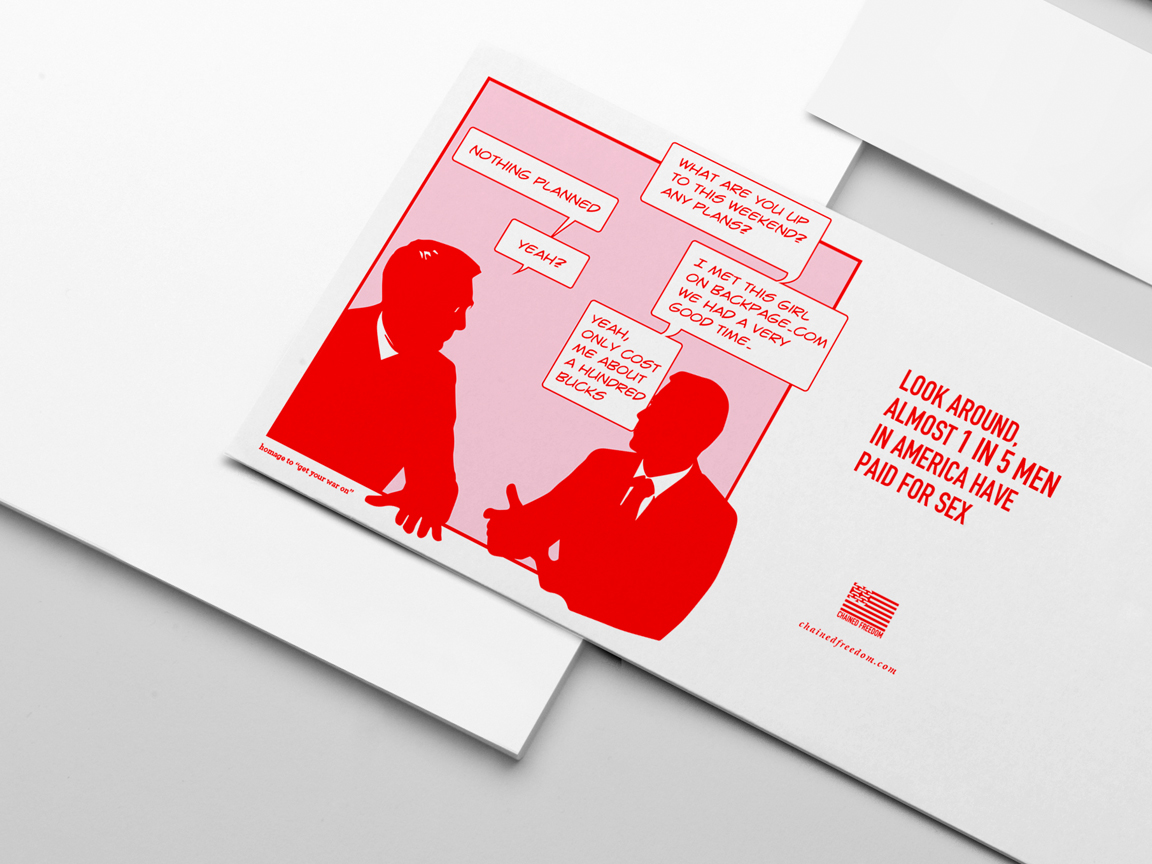 WHAT ARE YOU UP
TO THIS WEEKEND?
ANY PLANS?
NOTHING PLANNED
I MET THIS GIRL
ON BACKPAGE.COM
WE HAD A VERY
GOOD TIME.
YEAH?
YEAH,
ONLY COST
ME ABOUT
A HUNDRED
BUCKS
homage to "get your war on"
LOOK AROUND,
ALMOST 1 IN 5 MEN
IN AMERICA HAVE
PAID FOR SEX
CHAINED FREEDOM
chainedfreedom.com